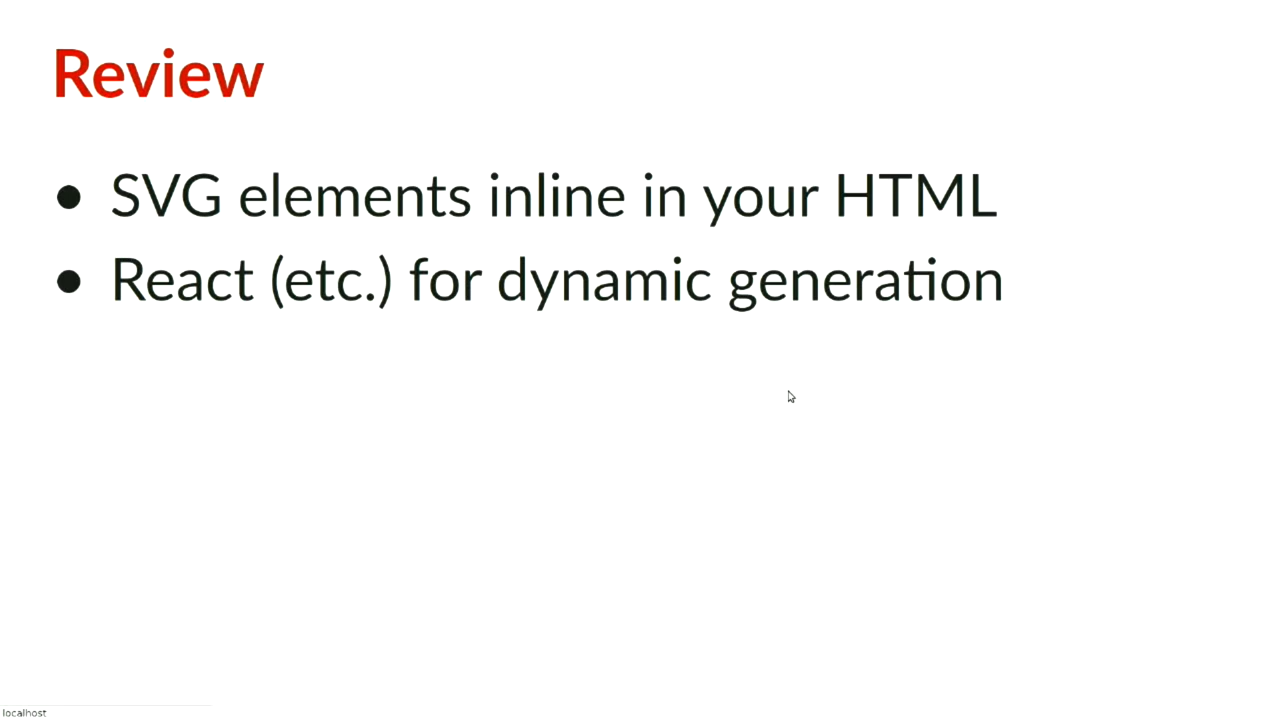 Review
• SVG elements inline in your HTML
• React (etc.) for dynamic generation
localhost